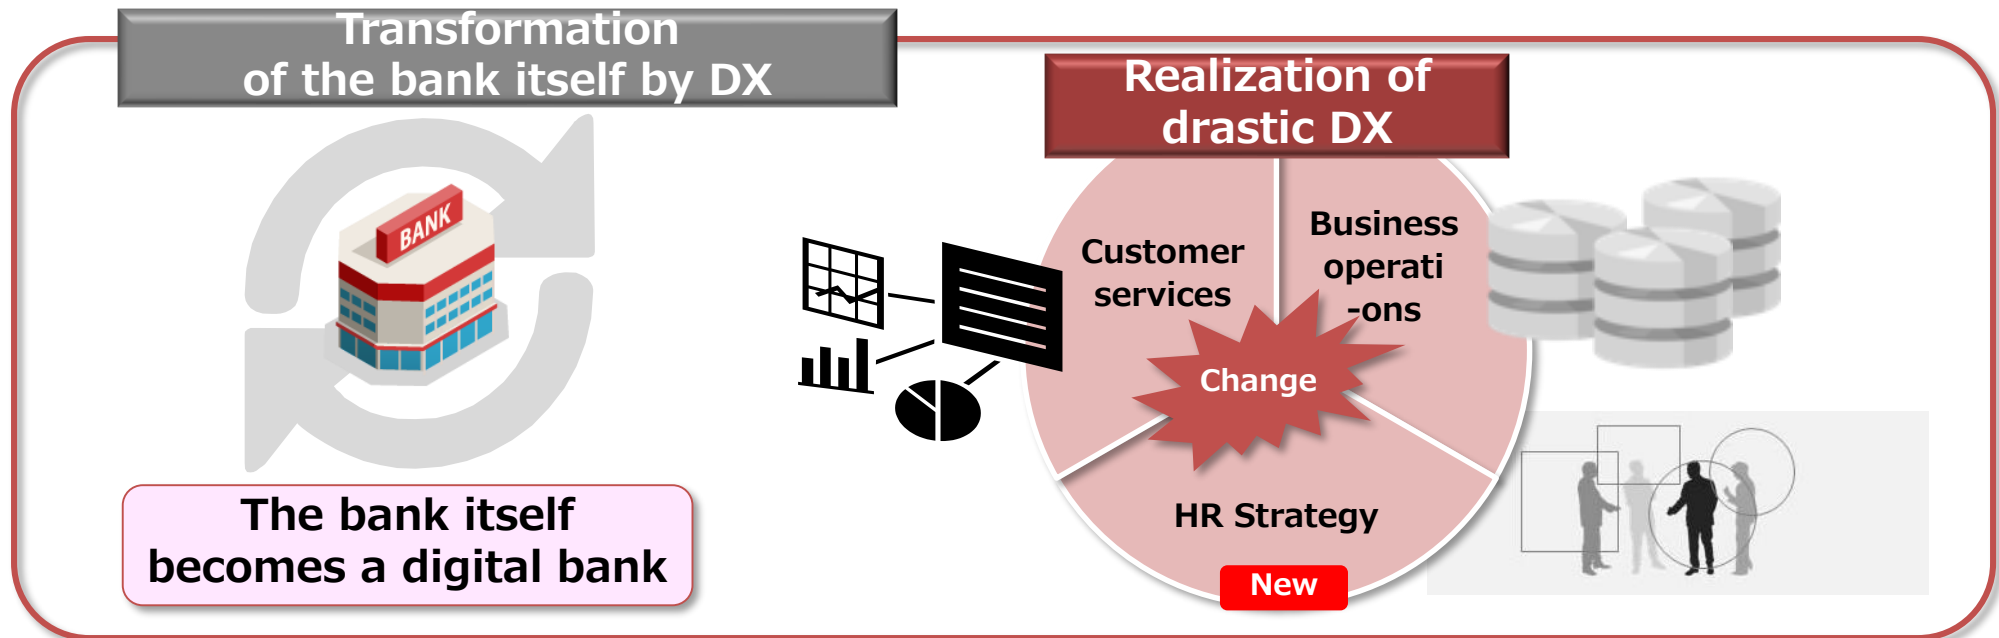 Transformation
of the bank itself by DX
BANK
The bank itself
becomes a digital bank
Realization of
drastic DX
Customer
services
Business
operati
-ons
Change
HR Strategy
New